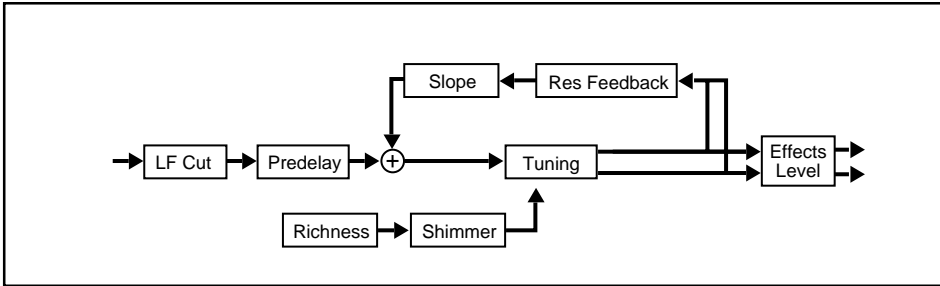 Slope
Res Feedback
LF Cut
Predelay
+
Tuning
Effects
Level
Richness
Shimmer